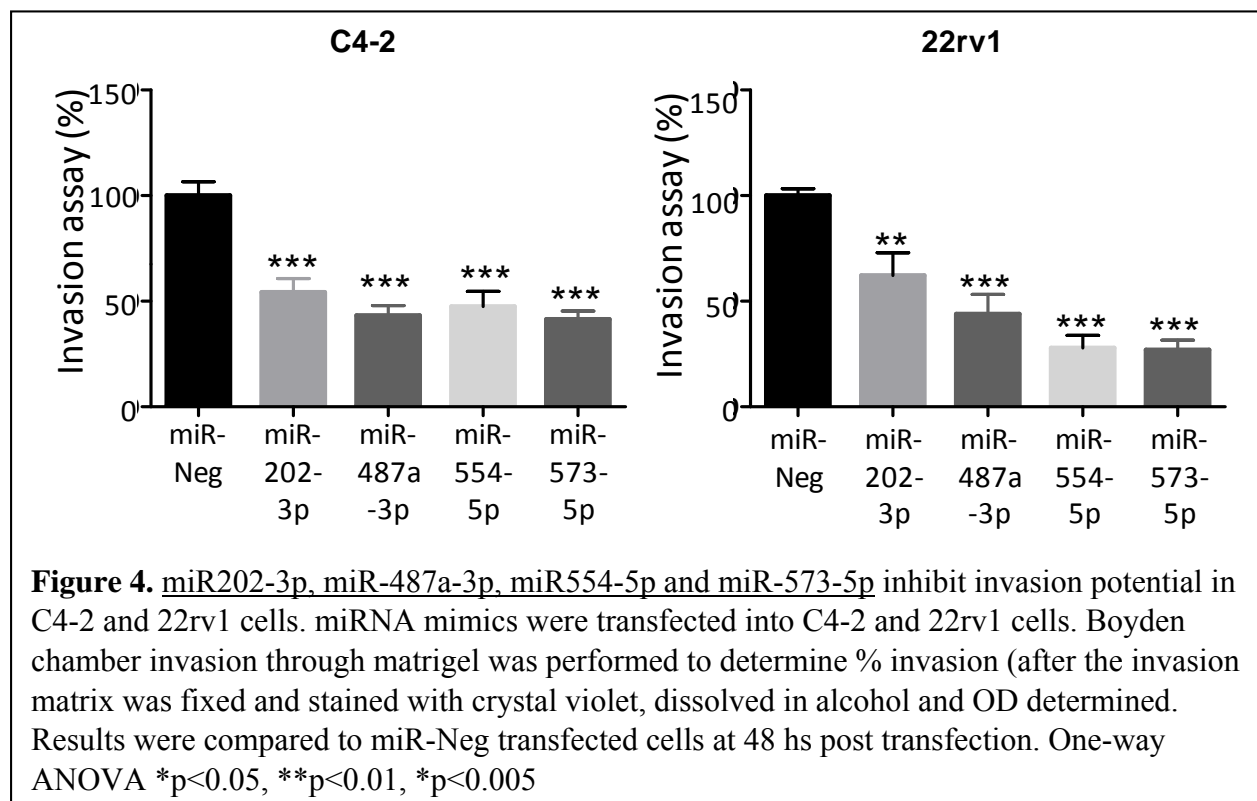 C4-2
22rv1
Invasion assay (%)
150
100
50
0
***
***
***
***
miR-
Neg
miR-
202-
3p
miR-
487a
-3p
miR-
554-
5p
miR-
573-
5p
Invasion assay (%)
150
100
50
0
**
***
***
***
miR-
Neg
miR-
202-
3p
miR-
487a
-3p
miR-
554-
5p
miR-
573-
5p
Figure 4. miR202-3p, miR-487a-3p, miR554-5p and miR-573-5p inhibit invasion potential in
C4-2 and 22rv1 cells. miRNA mimics were transfected into C4-2 and 22rv1 cells. Boyden
chamber invasion through matrigel was performed to determine % invasion (after the invasion
matrix was fixed and stained with crystal violet, dissolved in alcohol and OD determined.
Results were compared to miR-Neg transfected cells at 48 hs post transfection. One-way
ANOVA *p<0.05, **p<0.01, *p<0.005